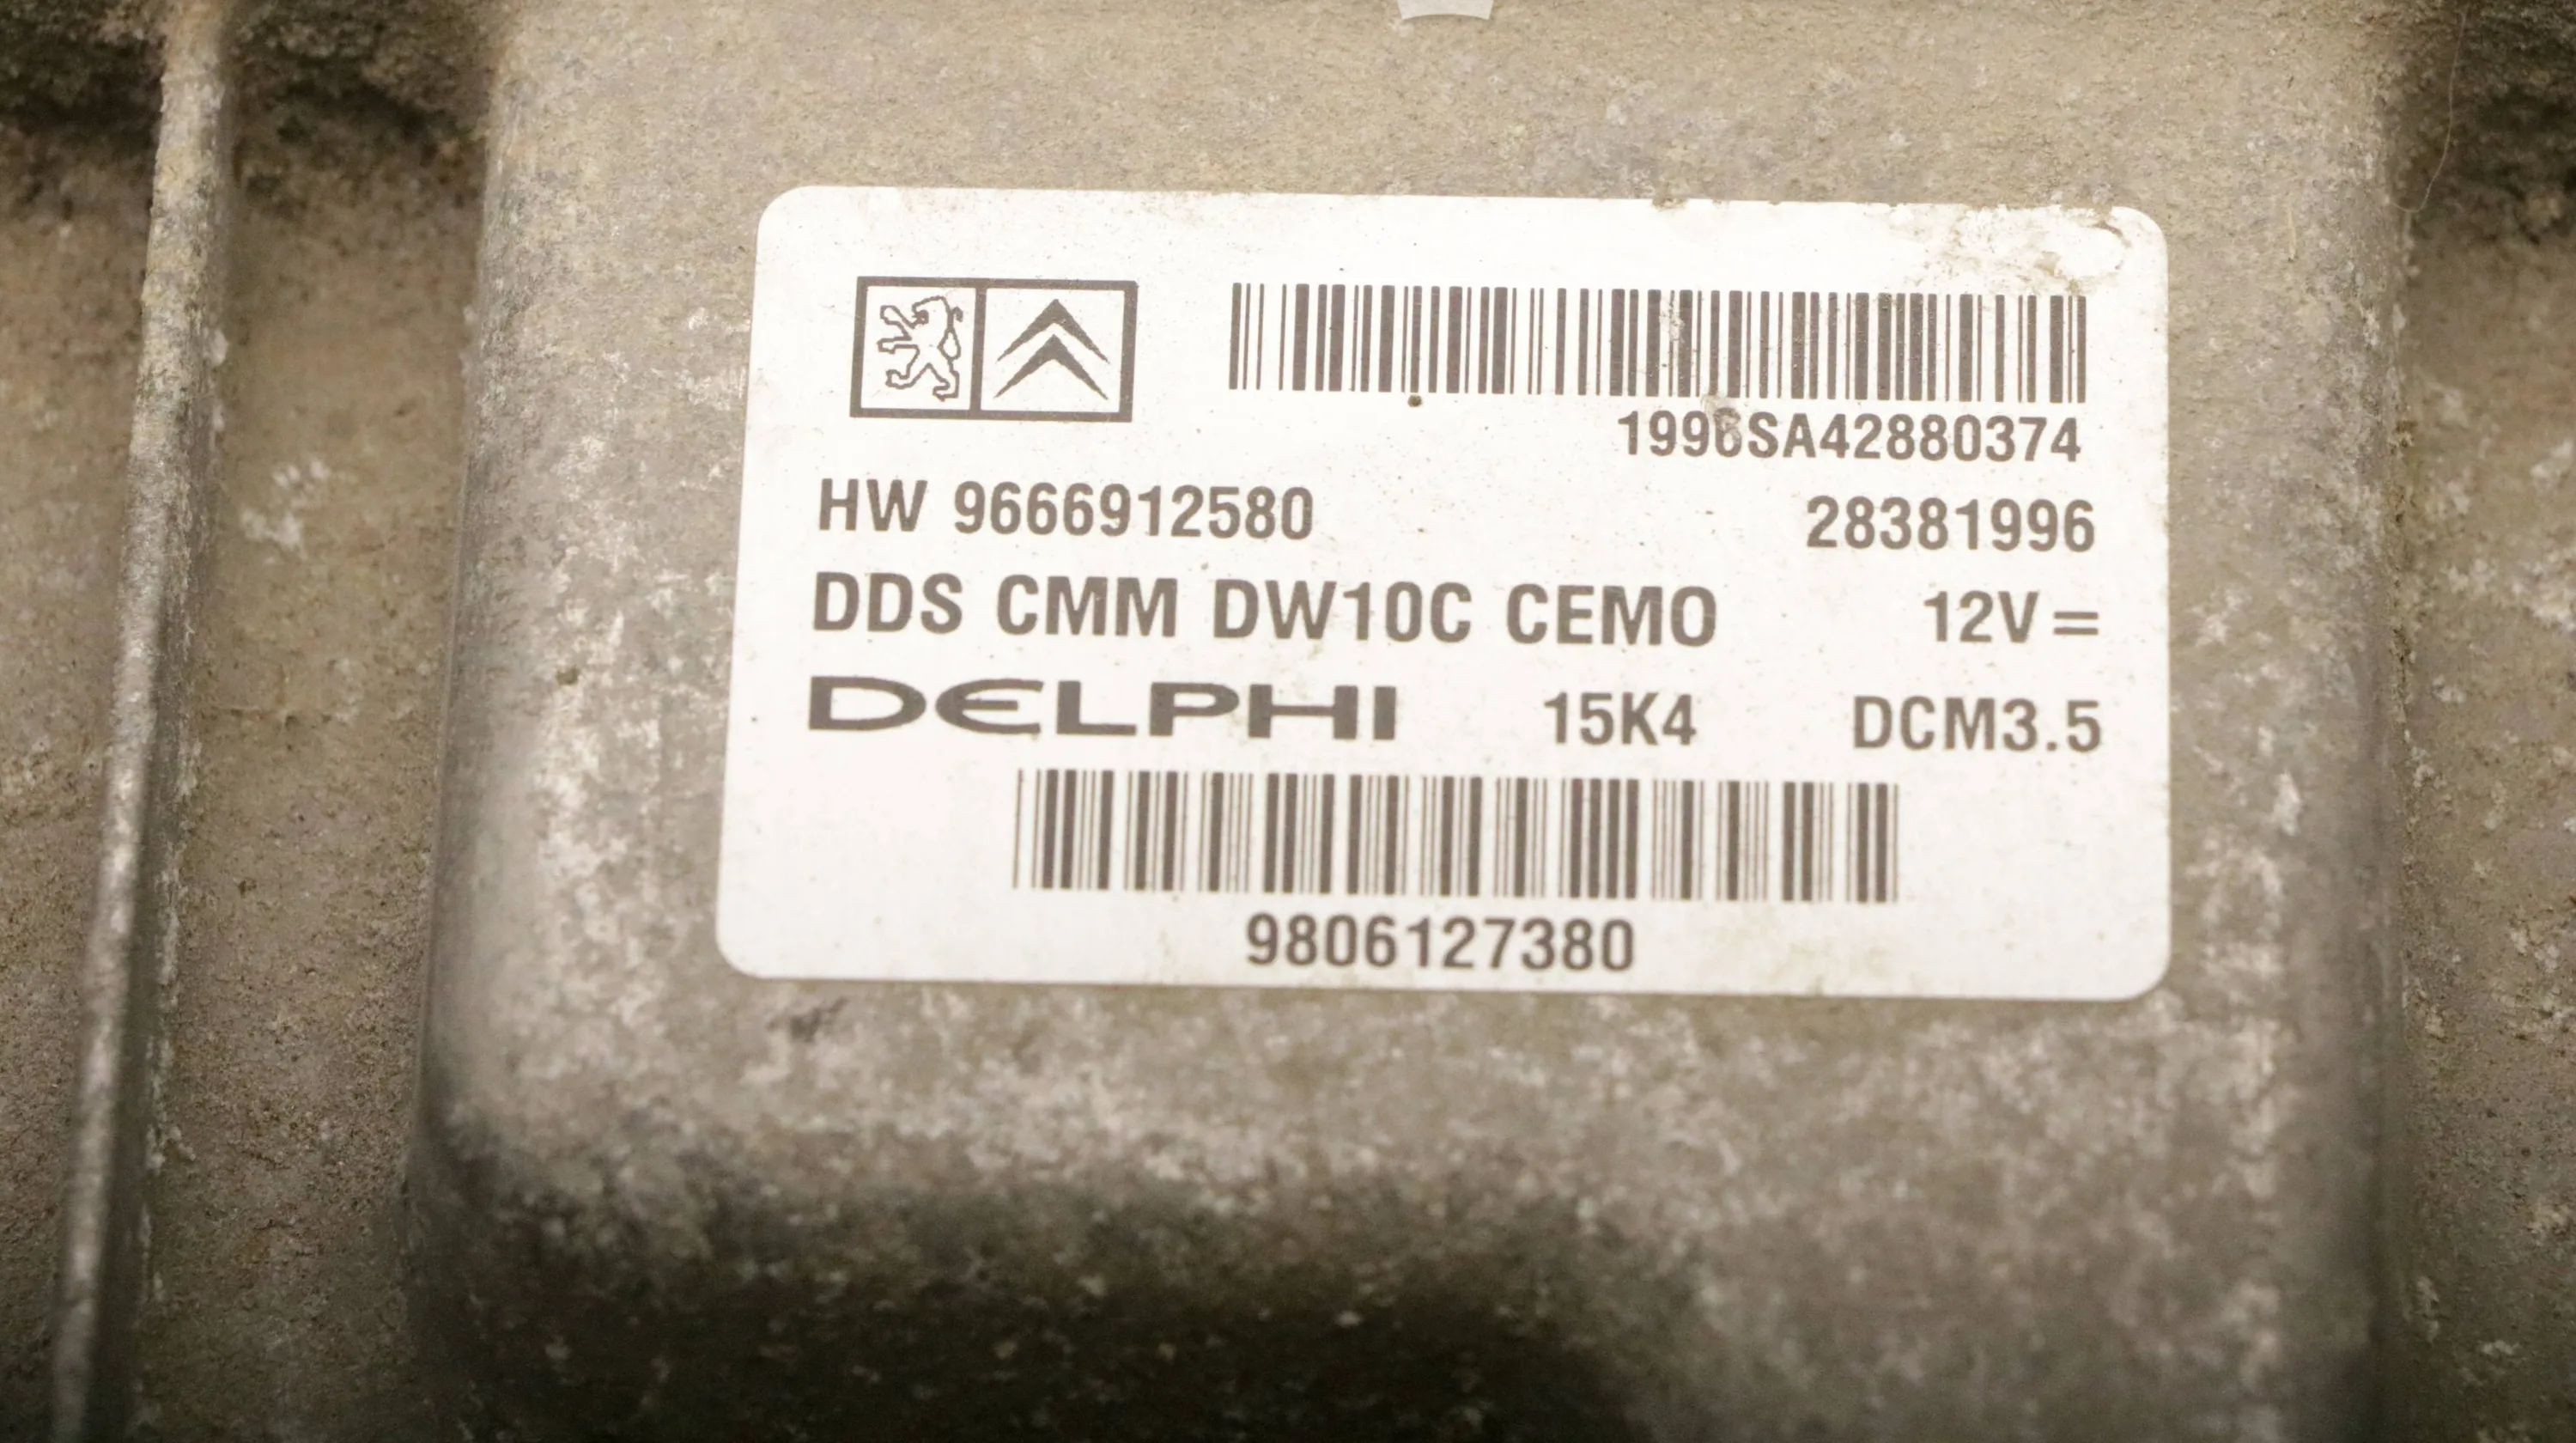 1996SA42880374
HW 9666912580 28381996
DDS CMM DW10C CEMO 12V=
DELPHI 15K4 DCM3.5
9806127380